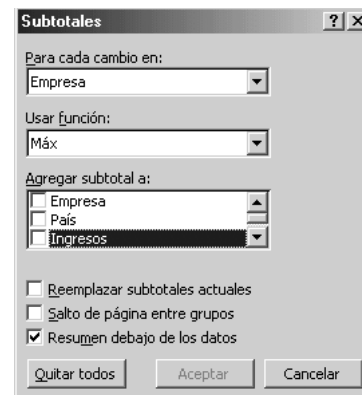 Subtotales
Para cada cambio en:
Empresa
Usar función:
Máx
Agregar subtotal a:
Empresa
País
Ingresos
Reemplazar subtotales actuales
Salto de página entre grupos
Resumen debajo de los datos
Quitar todos Aceptar Cancelar